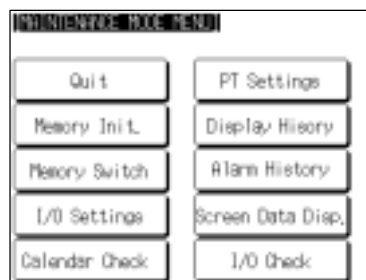 [MAINTENANCE MODE MENU]
Quit
PT Settings
Memory Init.
Display Hisory
Memory Switch
Alarm History
I/O Settings
Screen Data Disp.
Calendar Check
I/O Check